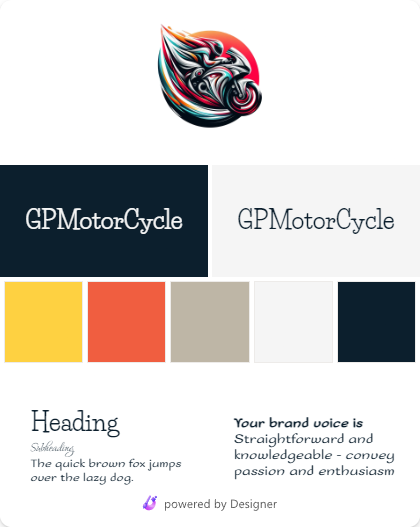 GPMotorCycle
GPMotorCycle
Heading
Subheading
The quick brown fox jumps
over the lazy dog.
Your brand voice is
Straightforward and
knowledgeable - convey
passion and enthusiasm
powered by Designer